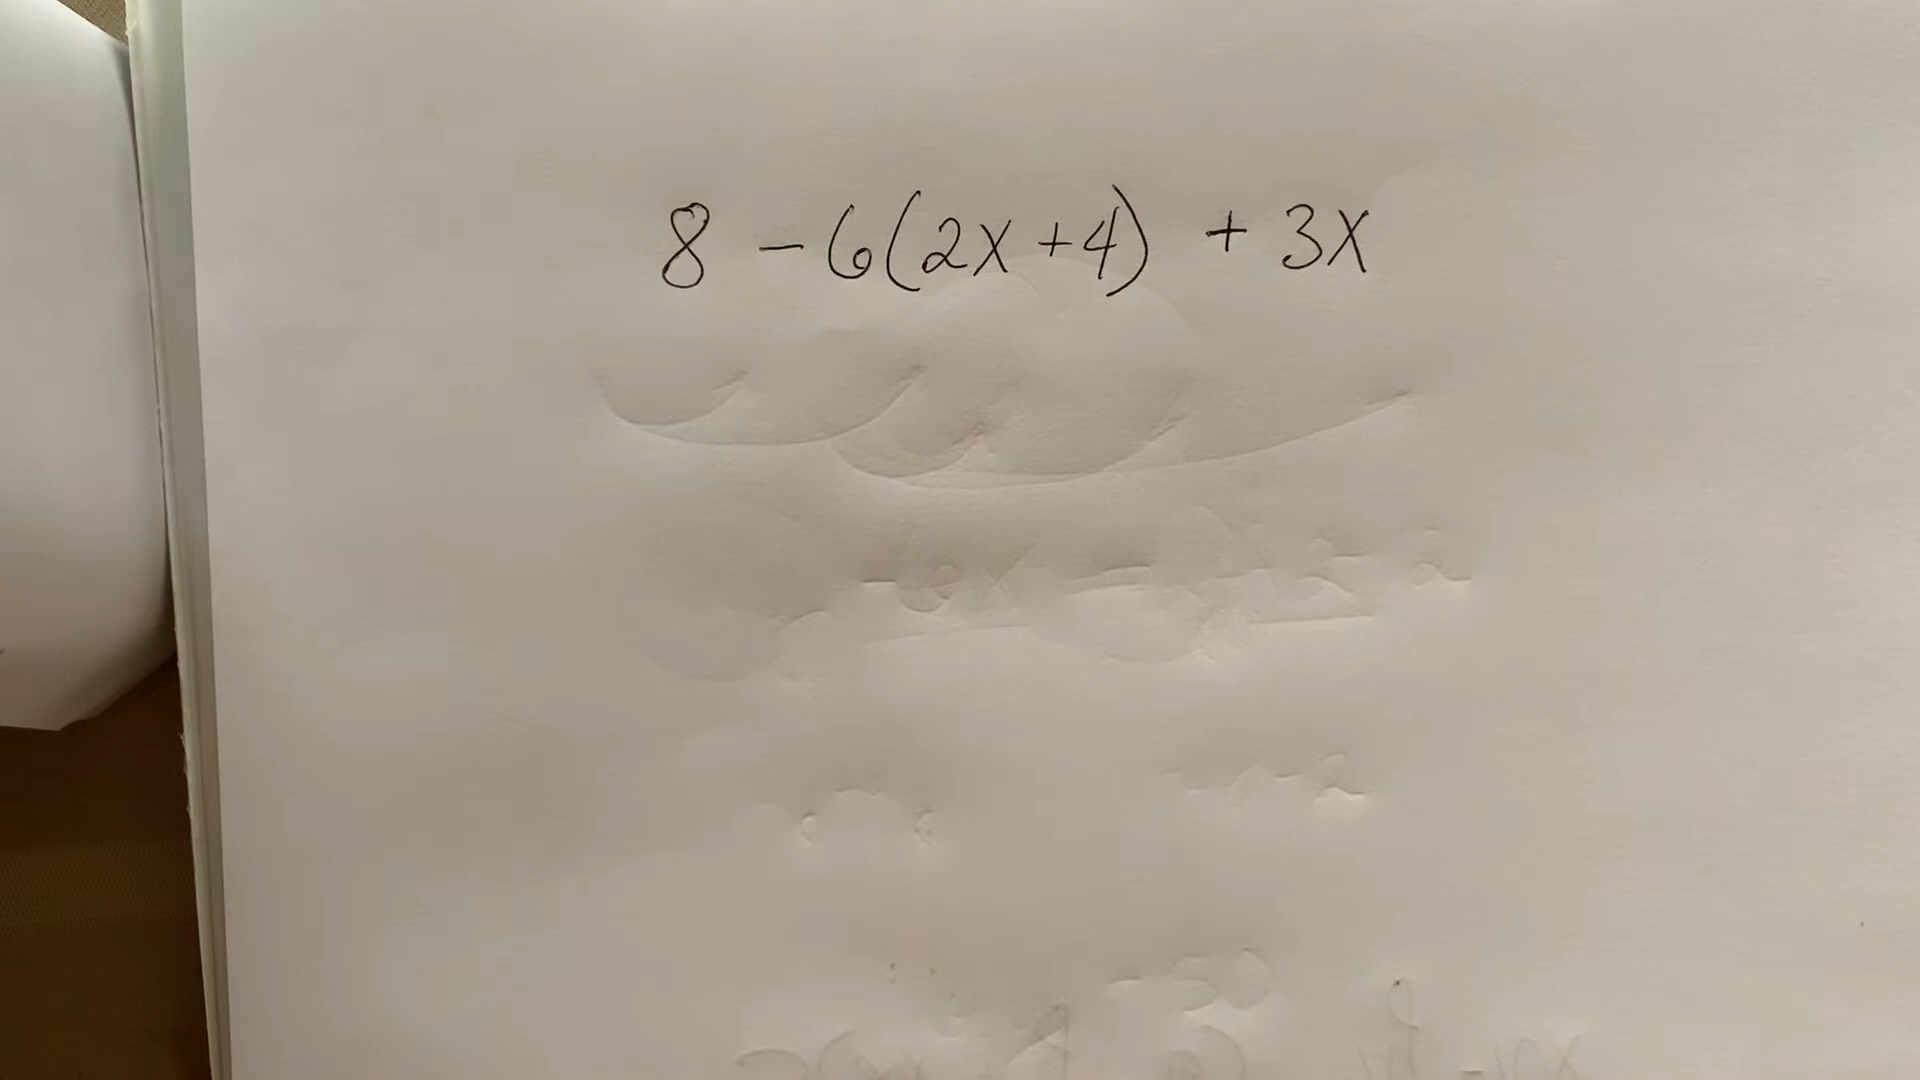 8 - 6(2x+4) + 3x